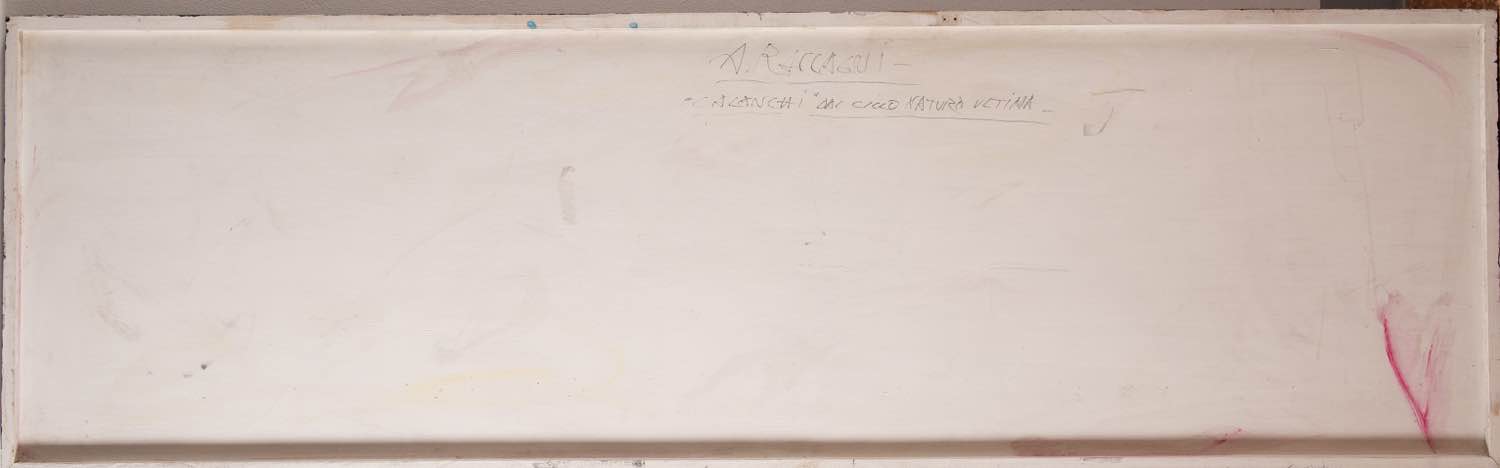 A. RACCAGNI -
"CALANCHI" DAL CICLO NATURA VETINA -